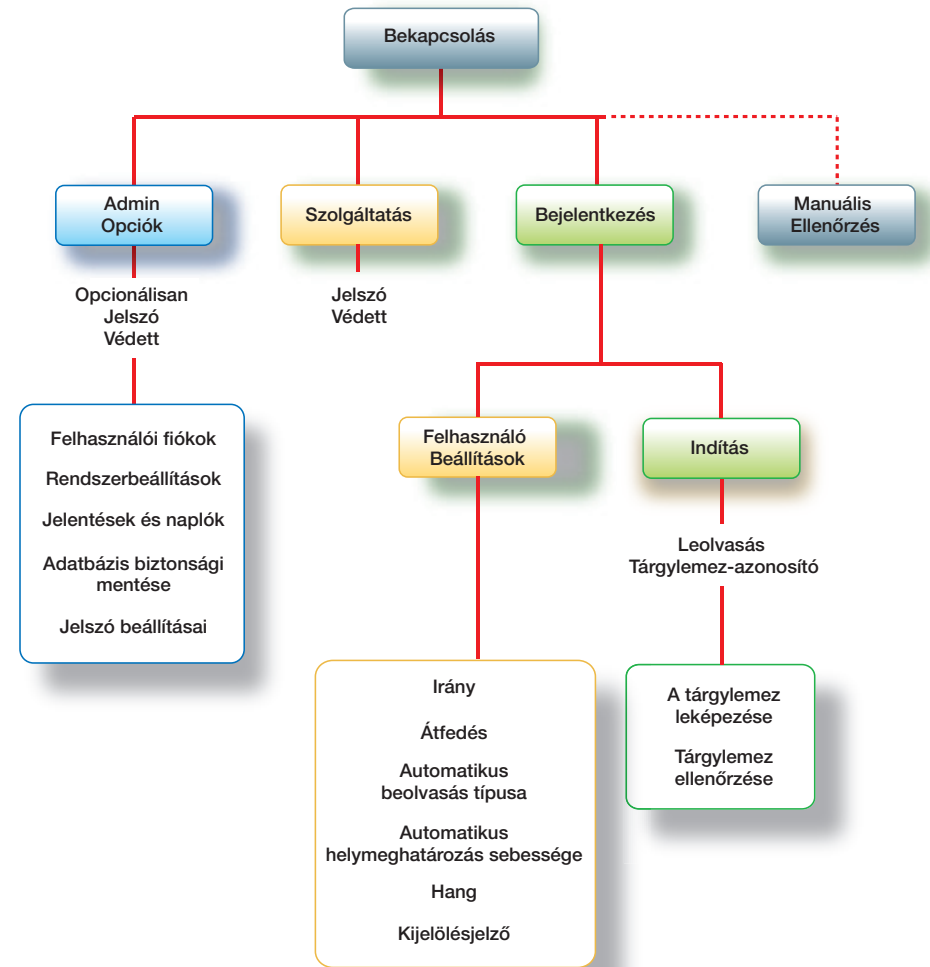 Bekapcsolás
Admin
Opciók
Szolgáltatás
Bejelentkezés
Manuális
Ellenőrzés
Opcionálisan
Jelszó
Védett
Jelszó
Védett
Felhasználói fiókok
Rendszerbeállítások
Jelentések és naplók
Adatbázis biztonsági
mentése
Jelszó beállításai
Felhasználó
Beállítások
Indítás
Leolvasás
Tárgylemez-azonosító
Irány
Átfedés
Automatikus
beolvasás típusa
Automatikus
helymeghatározás sebessége
Hang
Kijelölésjelző
A tárgylemez
leképezése
Tárgylemez
ellenőrzése